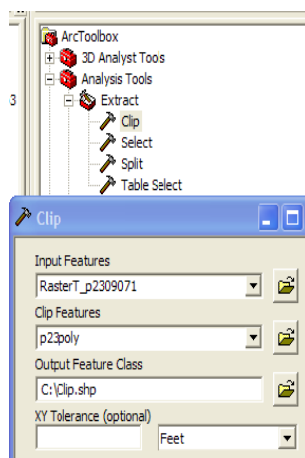 ArcToolbox
3D Analyst Tools
Analysis Tools
3
Extract
Clip
Select
Split
Table Select
Clip
Input Features
RasterT_p2309071
Clip Features
p23poly
Output Feature Class
C:\Clip.shp
XY Tolerance (optional)
Feet